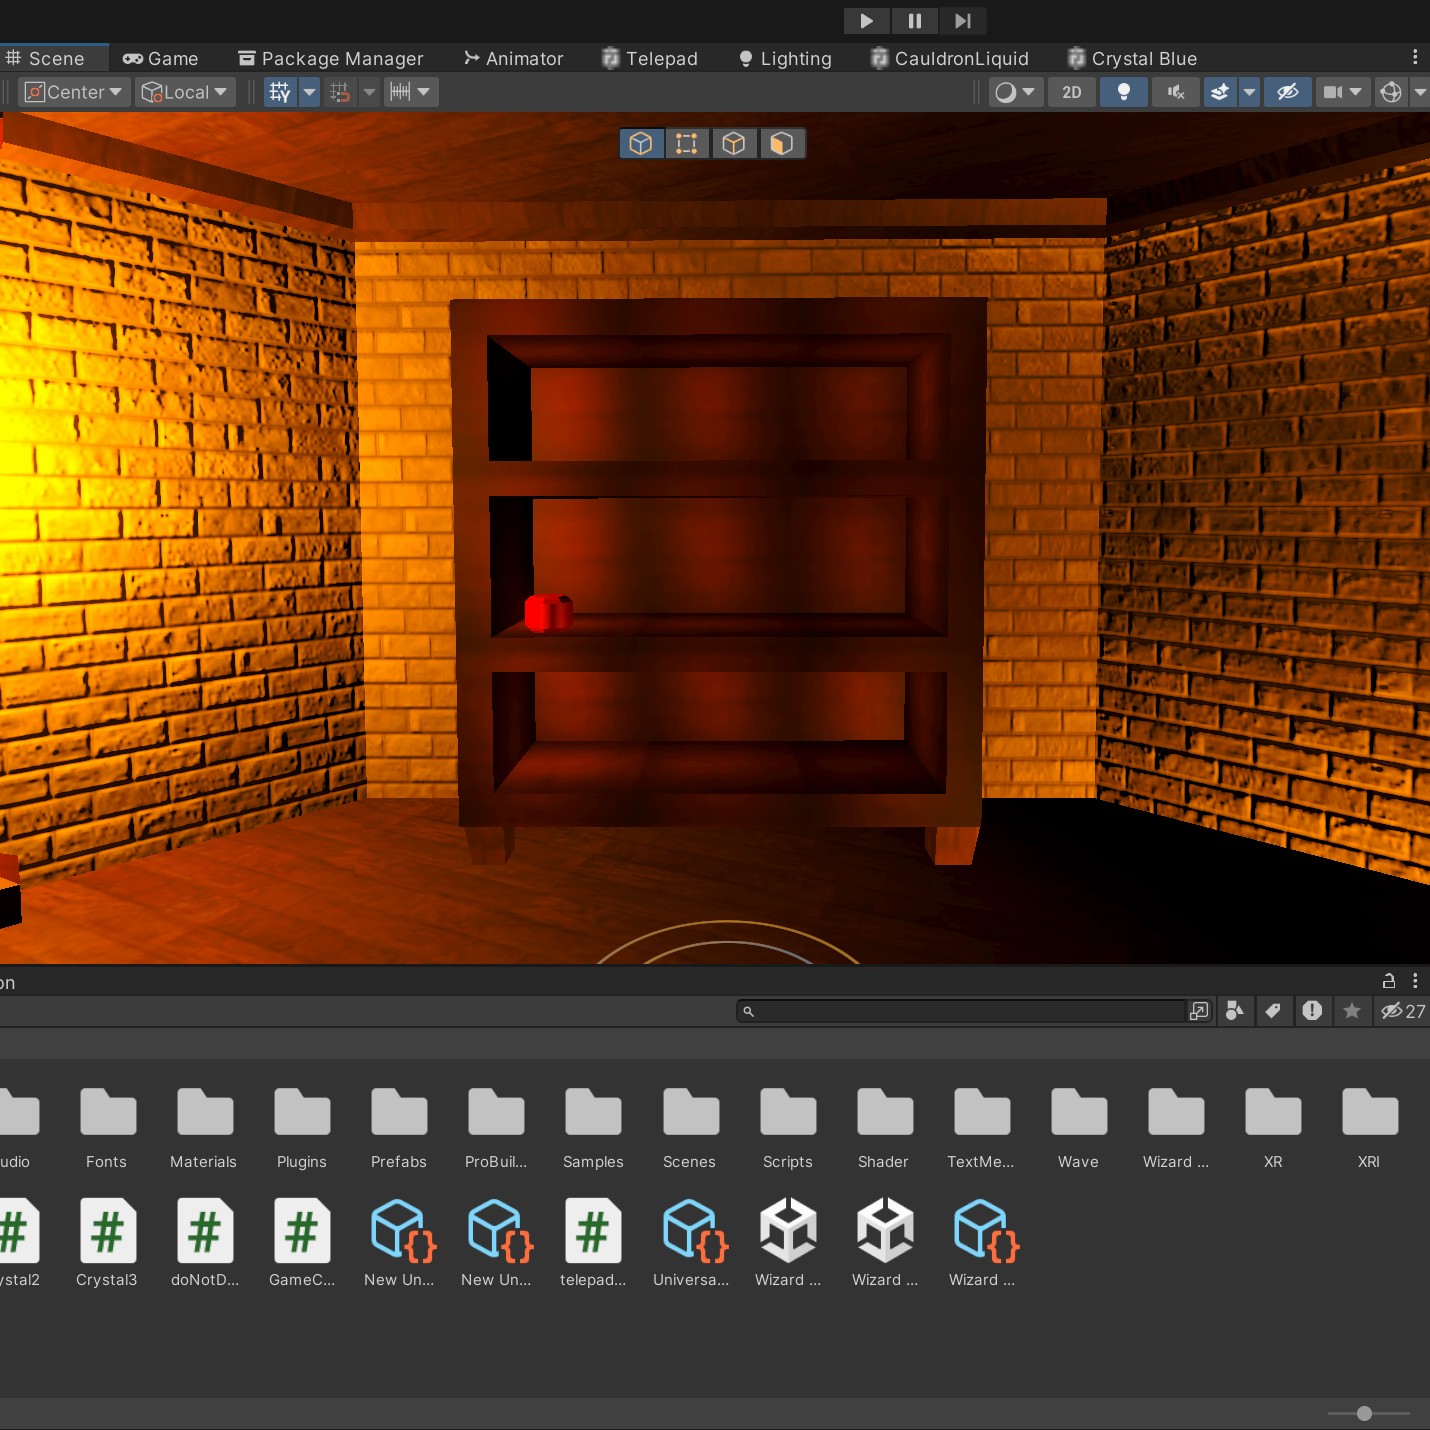 Scene Game Package Manager Animator Telepad Lighting CauldronLiquid Crystal Blue
Center Local 2D
on
27
udio Fonts Materials Plugins Prefabs ProBuil... Samples Scenes Scripts Shader TextMe... Wave Wizard ... XR XRI
ystal2 Crystal3 doNotD... GameC... New Un... New Un... telepad... Universa... Wizard ... Wizard ... Wizard ...